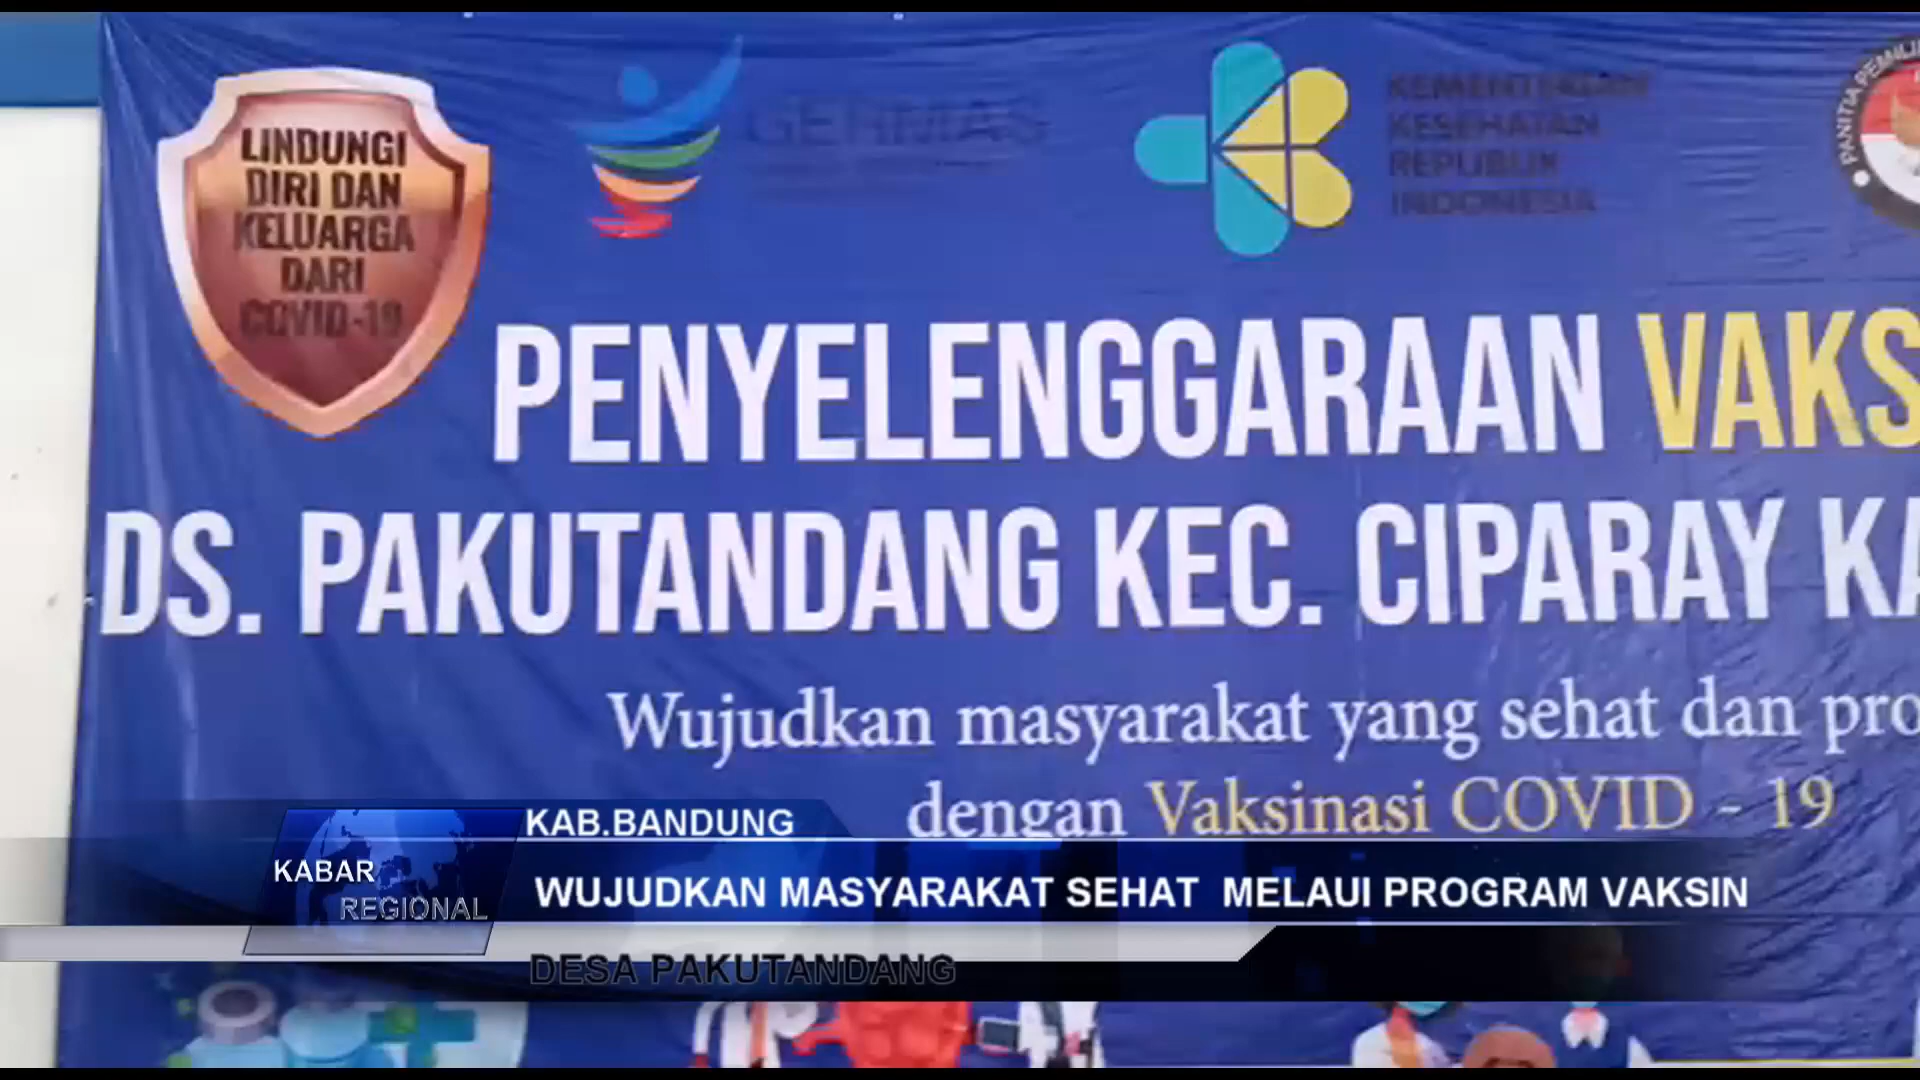 LINDUNGI
DIRI DAN
KELUARGA
DARI
COVID-19
GERMAS
KEMENTERIAN
KESEHATAN
REPUBLIK
INDONESIA
PANITIA
PENYELENGGARAAN VAKS
DS. PAKUTANDANG KEC. CIPARAY KA
Wujudkan masyarakat yang sehat dan pro
dengan Vaksinasi COVID - 19
KAB.BANDUNG
KABAR
REGIONAL
WUJUDKAN MASYARAKAT SEHAT MELAUI PROGRAM VAKSIN
DESA PAKUTANDANG